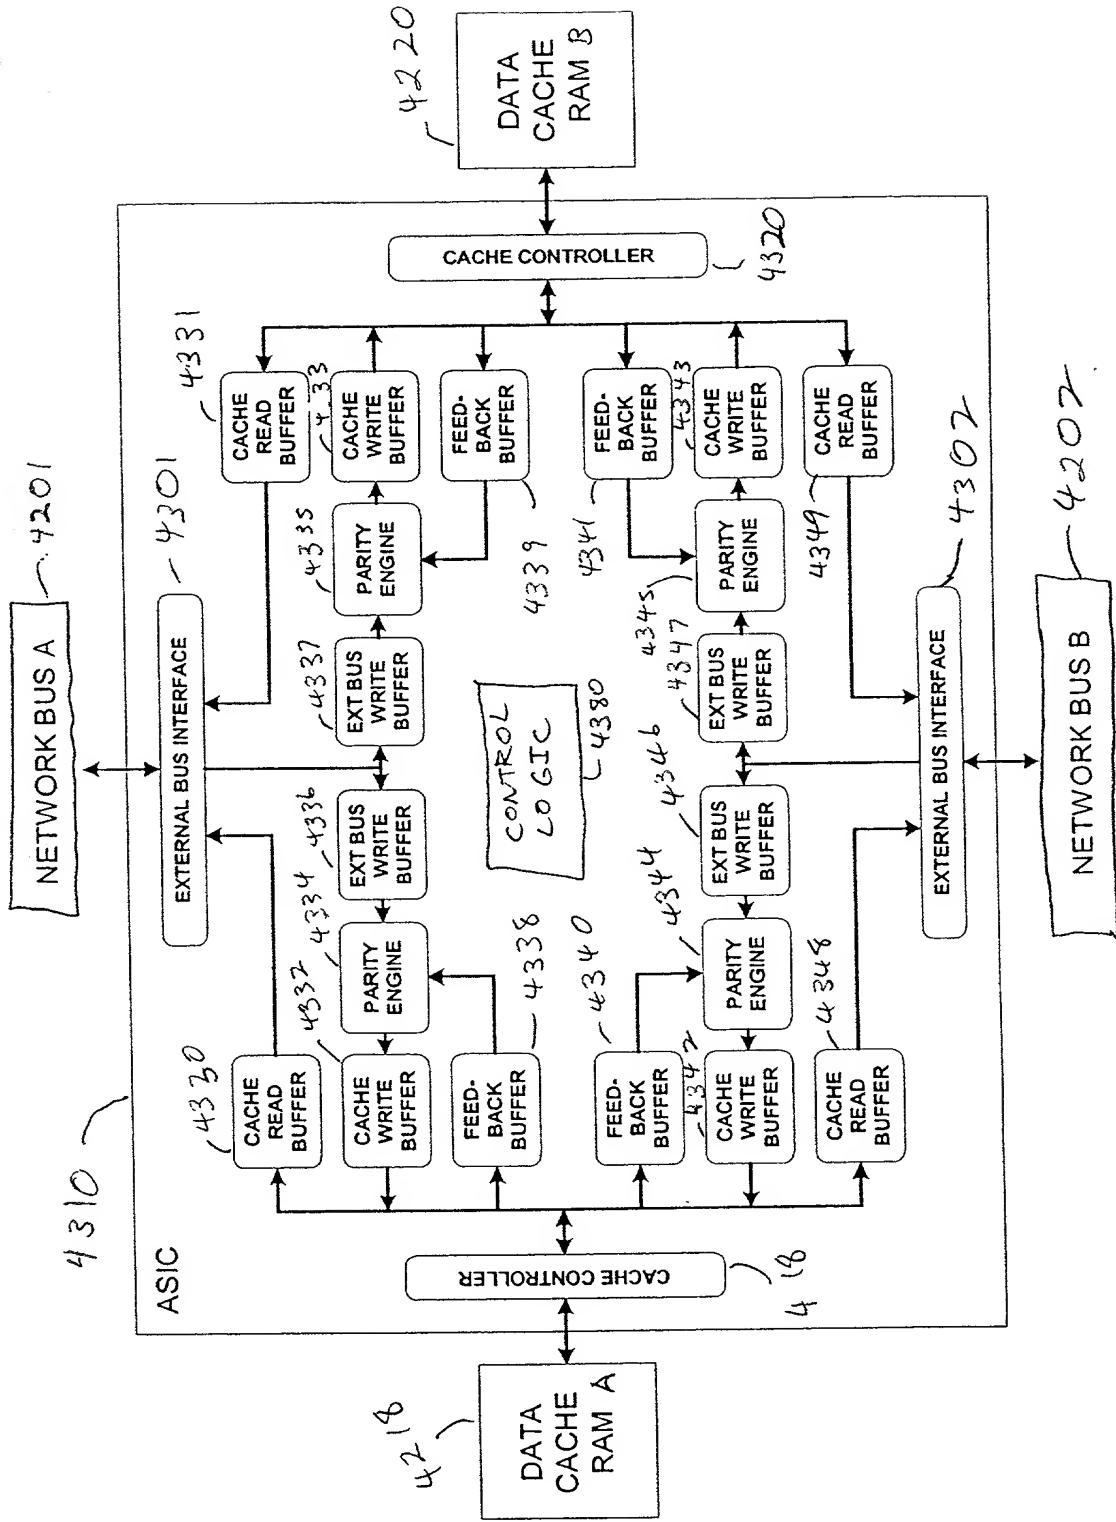 NETWORK BUS A
4201
4310
ASIC
EXTERNAL BUS INTERFACE
4301
4330
CACHE
READ
BUFFER
4331
CACHE
READ
BUFFER
4220
4332
4334
4336
4337
4335
CACHE
WRITE
BUFFER
PARITY
ENGINE
EXT BUS
WRITE
BUFFER
EXT BUS
WRITE
BUFFER
PARITY
ENGINE
CACHE
WRITE
BUFFER
4218
DATA
CACHE
RAM A
CACHE CONTROLLER
4 18
FEED-
BACK
BUFFER
4338
CONTROL
LOGIC
4380
4339
FEED-
BACK
BUFFER
CACHE CONTROLLER
4320
DATA
CACHE
RAM B
FEED-
BACK
BUFFER
4340
4341
FEED-
BACK
BUFFER
4342
4344
4346
4347
4345
4343
CACHE
WRITE
BUFFER
PARITY
ENGINE
EXT BUS
WRITE
BUFFER
EXT BUS
WRITE
BUFFER
PARITY
ENGINE
CACHE
WRITE
BUFFER
CACHE
READ
BUFFER
4348
4349
CACHE
READ
BUFFER
EXTERNAL BUS INTERFACE
4302
NETWORK BUS B
4202